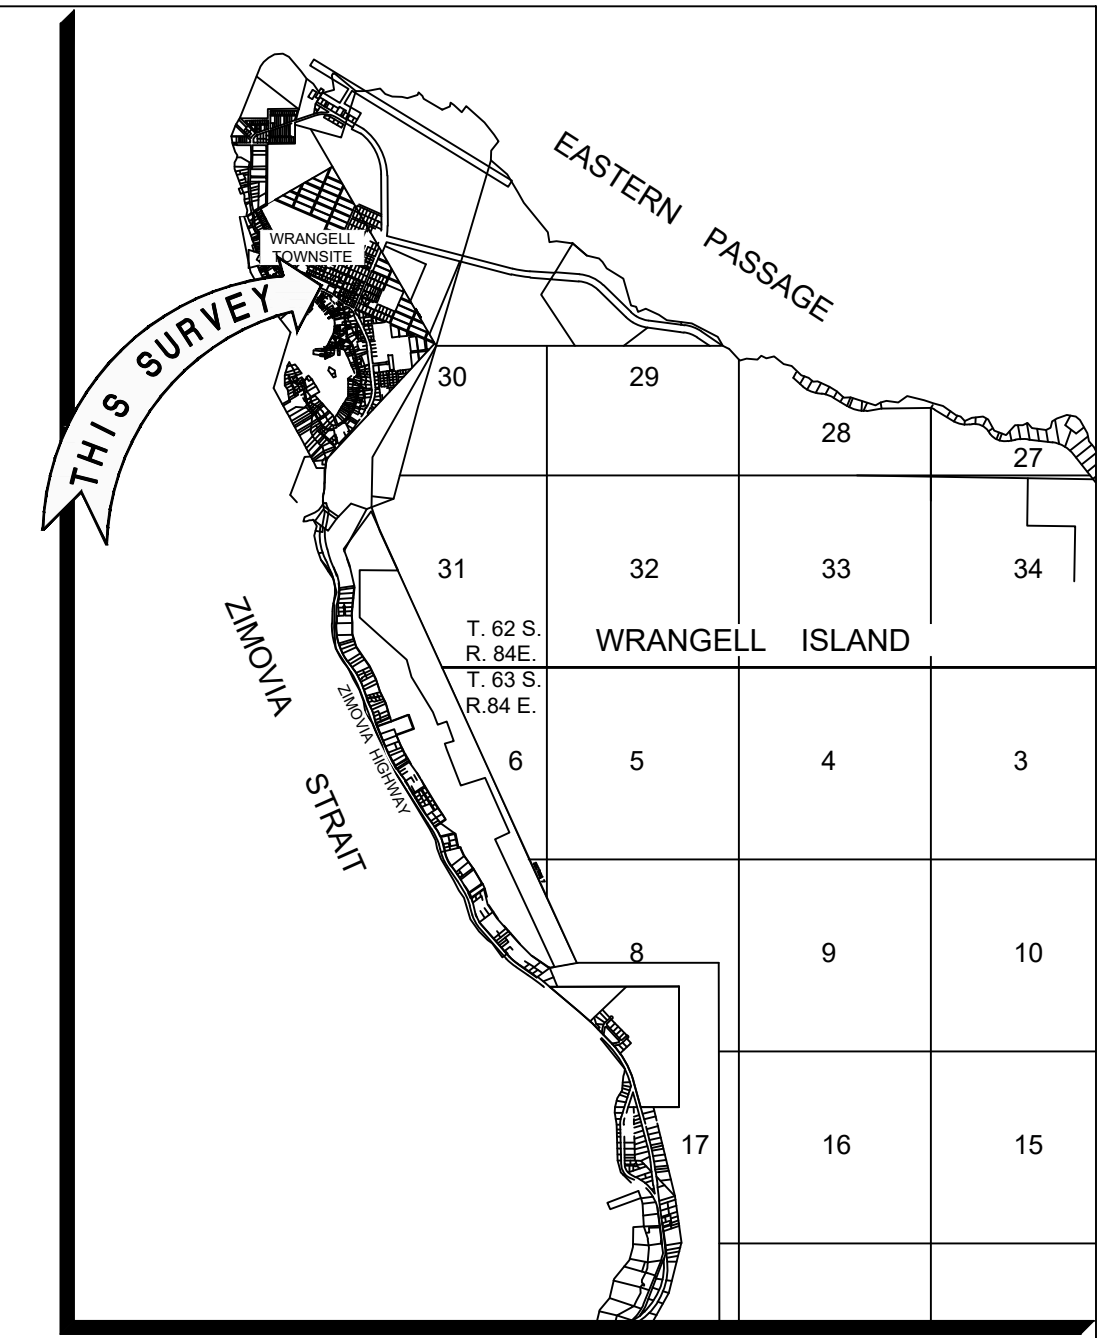 EASTERN PASSAGE
WRANGELL
TOWNSITE
THIS SURVEY
30
29
28
27
31
32
33
34
T. 62 S.
R. 84E.
WRANGELL ISLAND
T. 63 S.
R.84 E.
ZIMOVIA
STRAIT
ZIMOVIA HIGHWAY
6
5
4
3
8
9
10
17
16
15